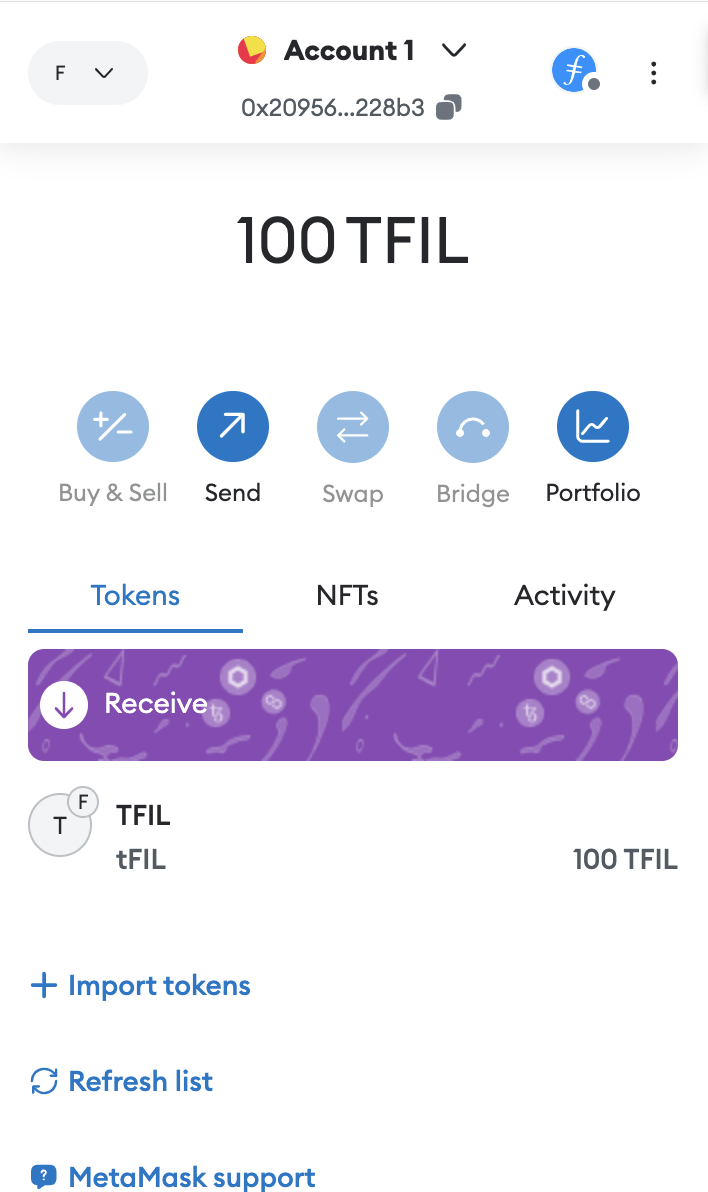 F
Account 1
0x20956...228b3
100 TFIL
Buy & Sell
Send
Swap
Bridge
Portfolio
Tokens
NFTs
Activity
Receive
F
T
TFIL
tFIL
100 TFIL
Import tokens
Refresh list
MetaMask support